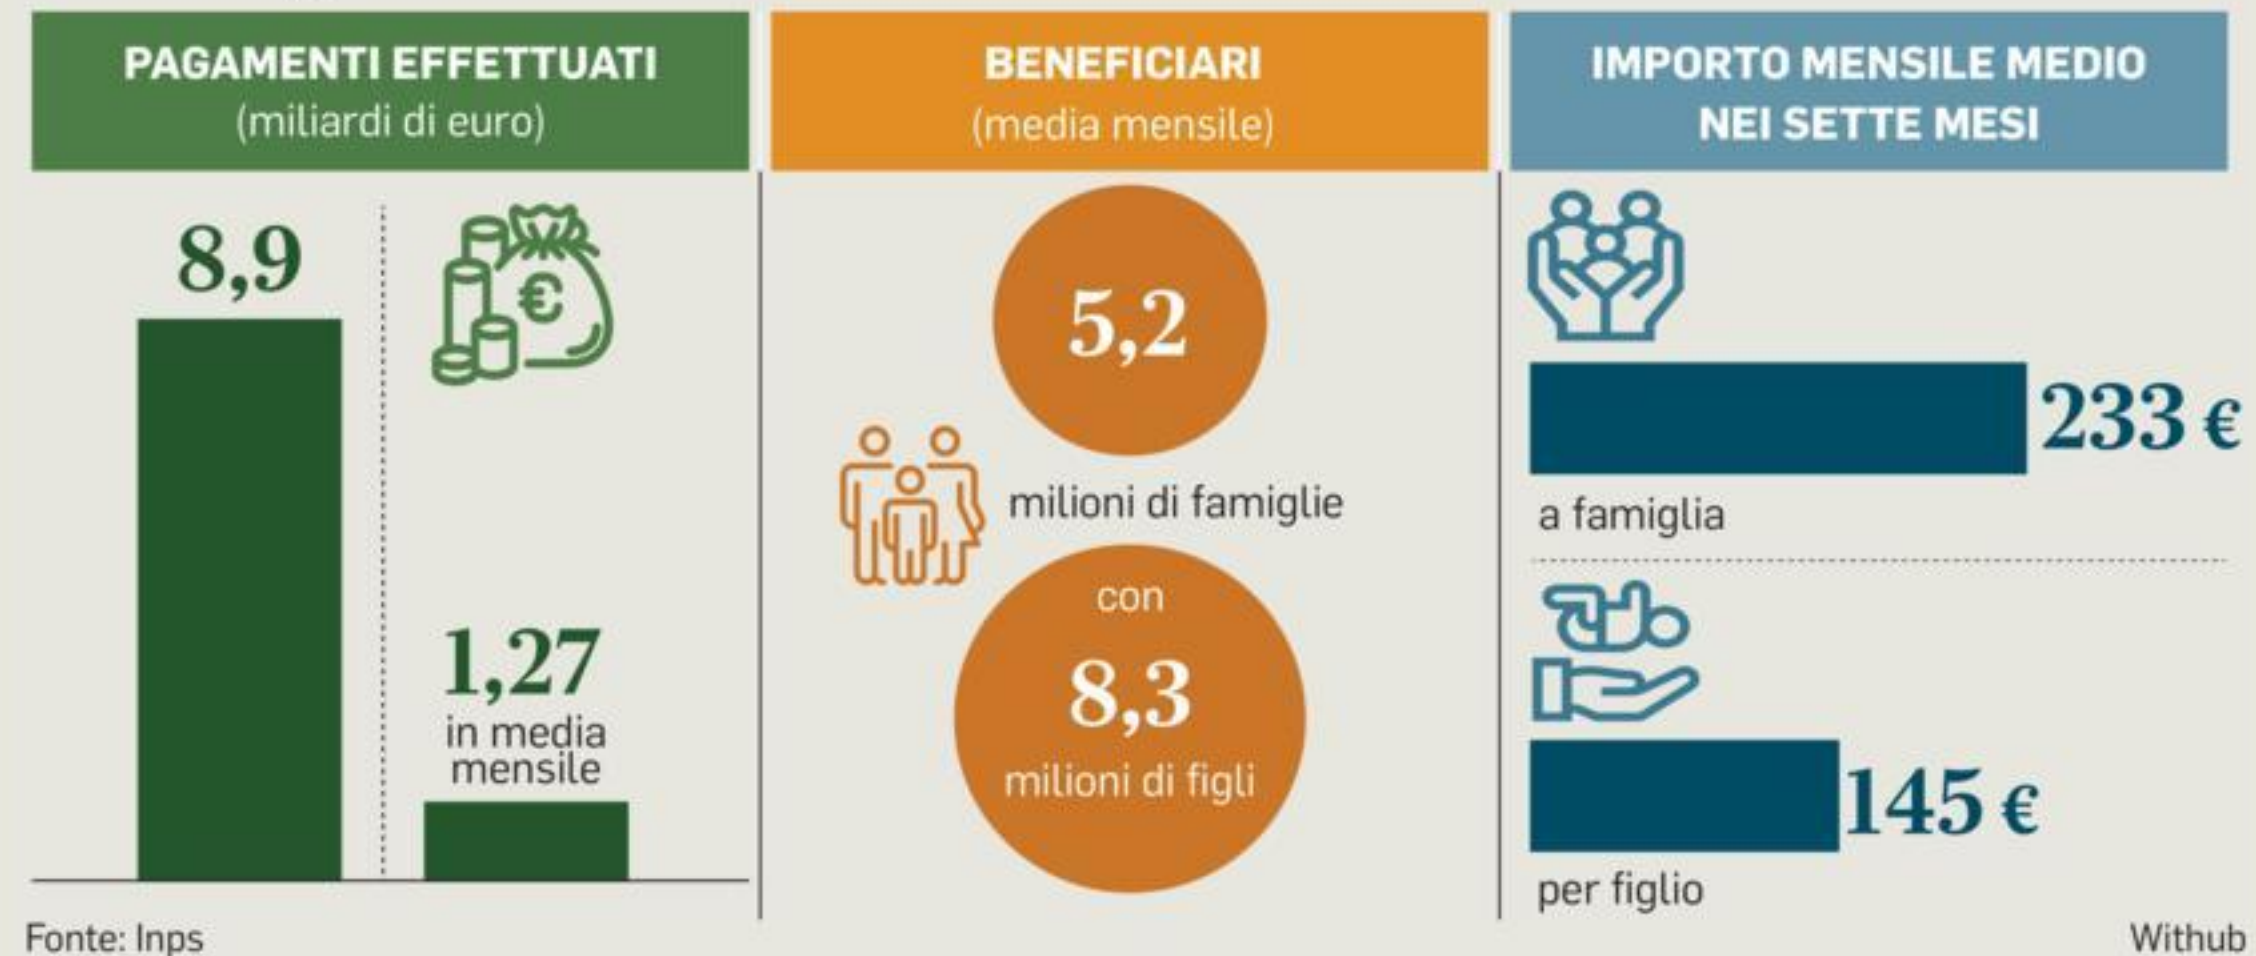 PAGAMENTI EFFETTUATI
(miliardi di euro)
8,9
€
1,27
in media
mensile
BENEFICIARI
(media mensile)
5,2
milioni di famiglie
con
8,3
milioni di figli
IMPORTO MENSILE MEDIO
NEI SETTE MESI
233 €
a famiglia
145 €
per figlio
Fonte: Inps
Withub